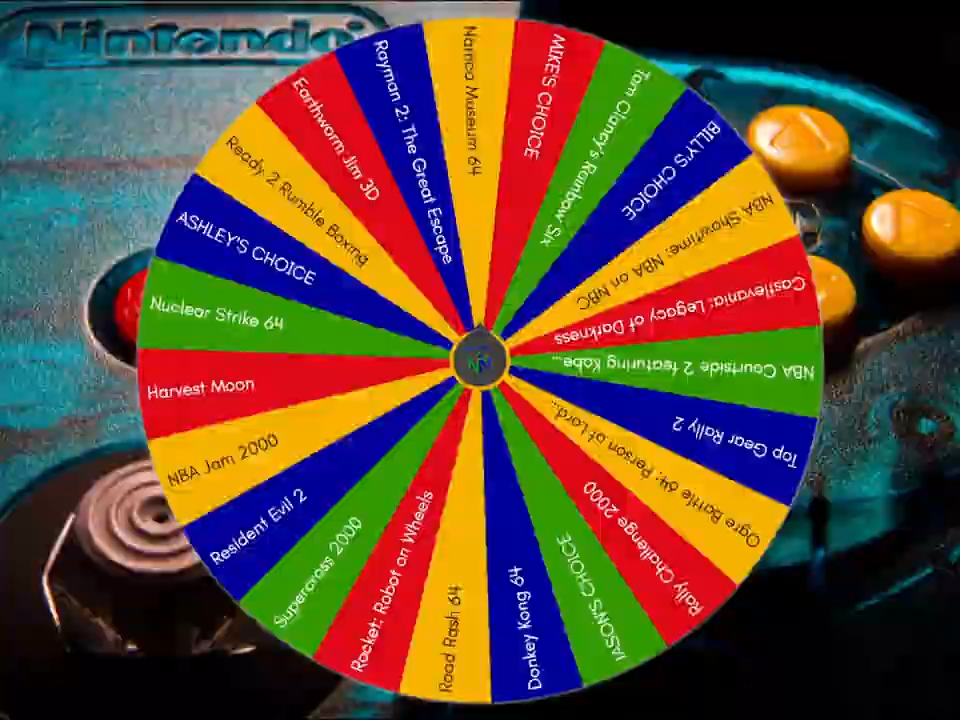 Nintendo
Namco Museum 64
MIKE'S CHOICE
Tom Clancy's Rainbow Six
BILLY'S CHOICE
NBA Showtime: NBA on NBC
Castlevania: Legacy of Darkness
NBA Courtside 2 featuring Kobe...
Top Gear Rally 2
Ogre Battle 64: Person of Lord...
Rally Challenge 2000
JASON'S CHOICE
Donkey Kong 64
Road Rash 64
Rocket: Robot on Wheels
Supercross 2000
Resident Evil 2
NBA Jam 2000
Harvest Moon
Nuclear Strike 64
ASHLEY'S CHOICE
Ready 2 Rumble Boxing
Earthworm Jim 3D
Rayman 2: The Great Escape